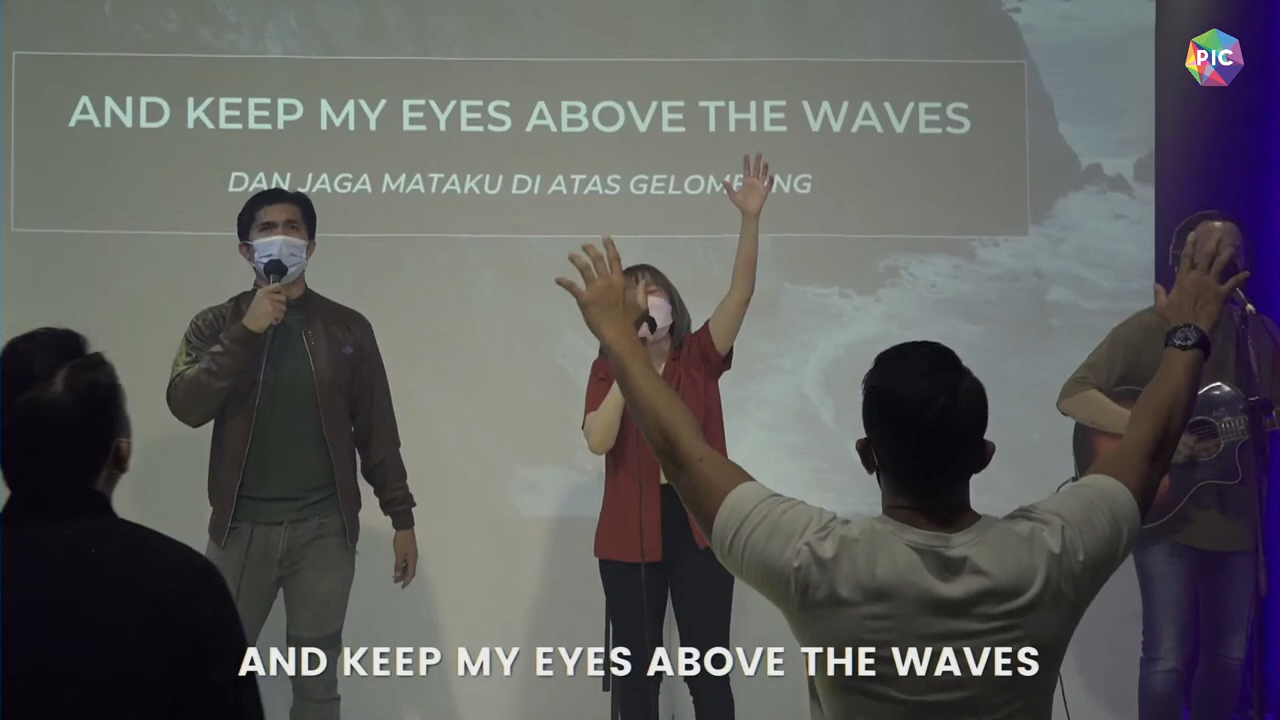 PIC
AND KEEP MY EYES ABOVE THE WAVES
DAN JAGA MATAKU DI ATAS GELOMBANG
AND KEEP MY EYES ABOVE THE WAVES